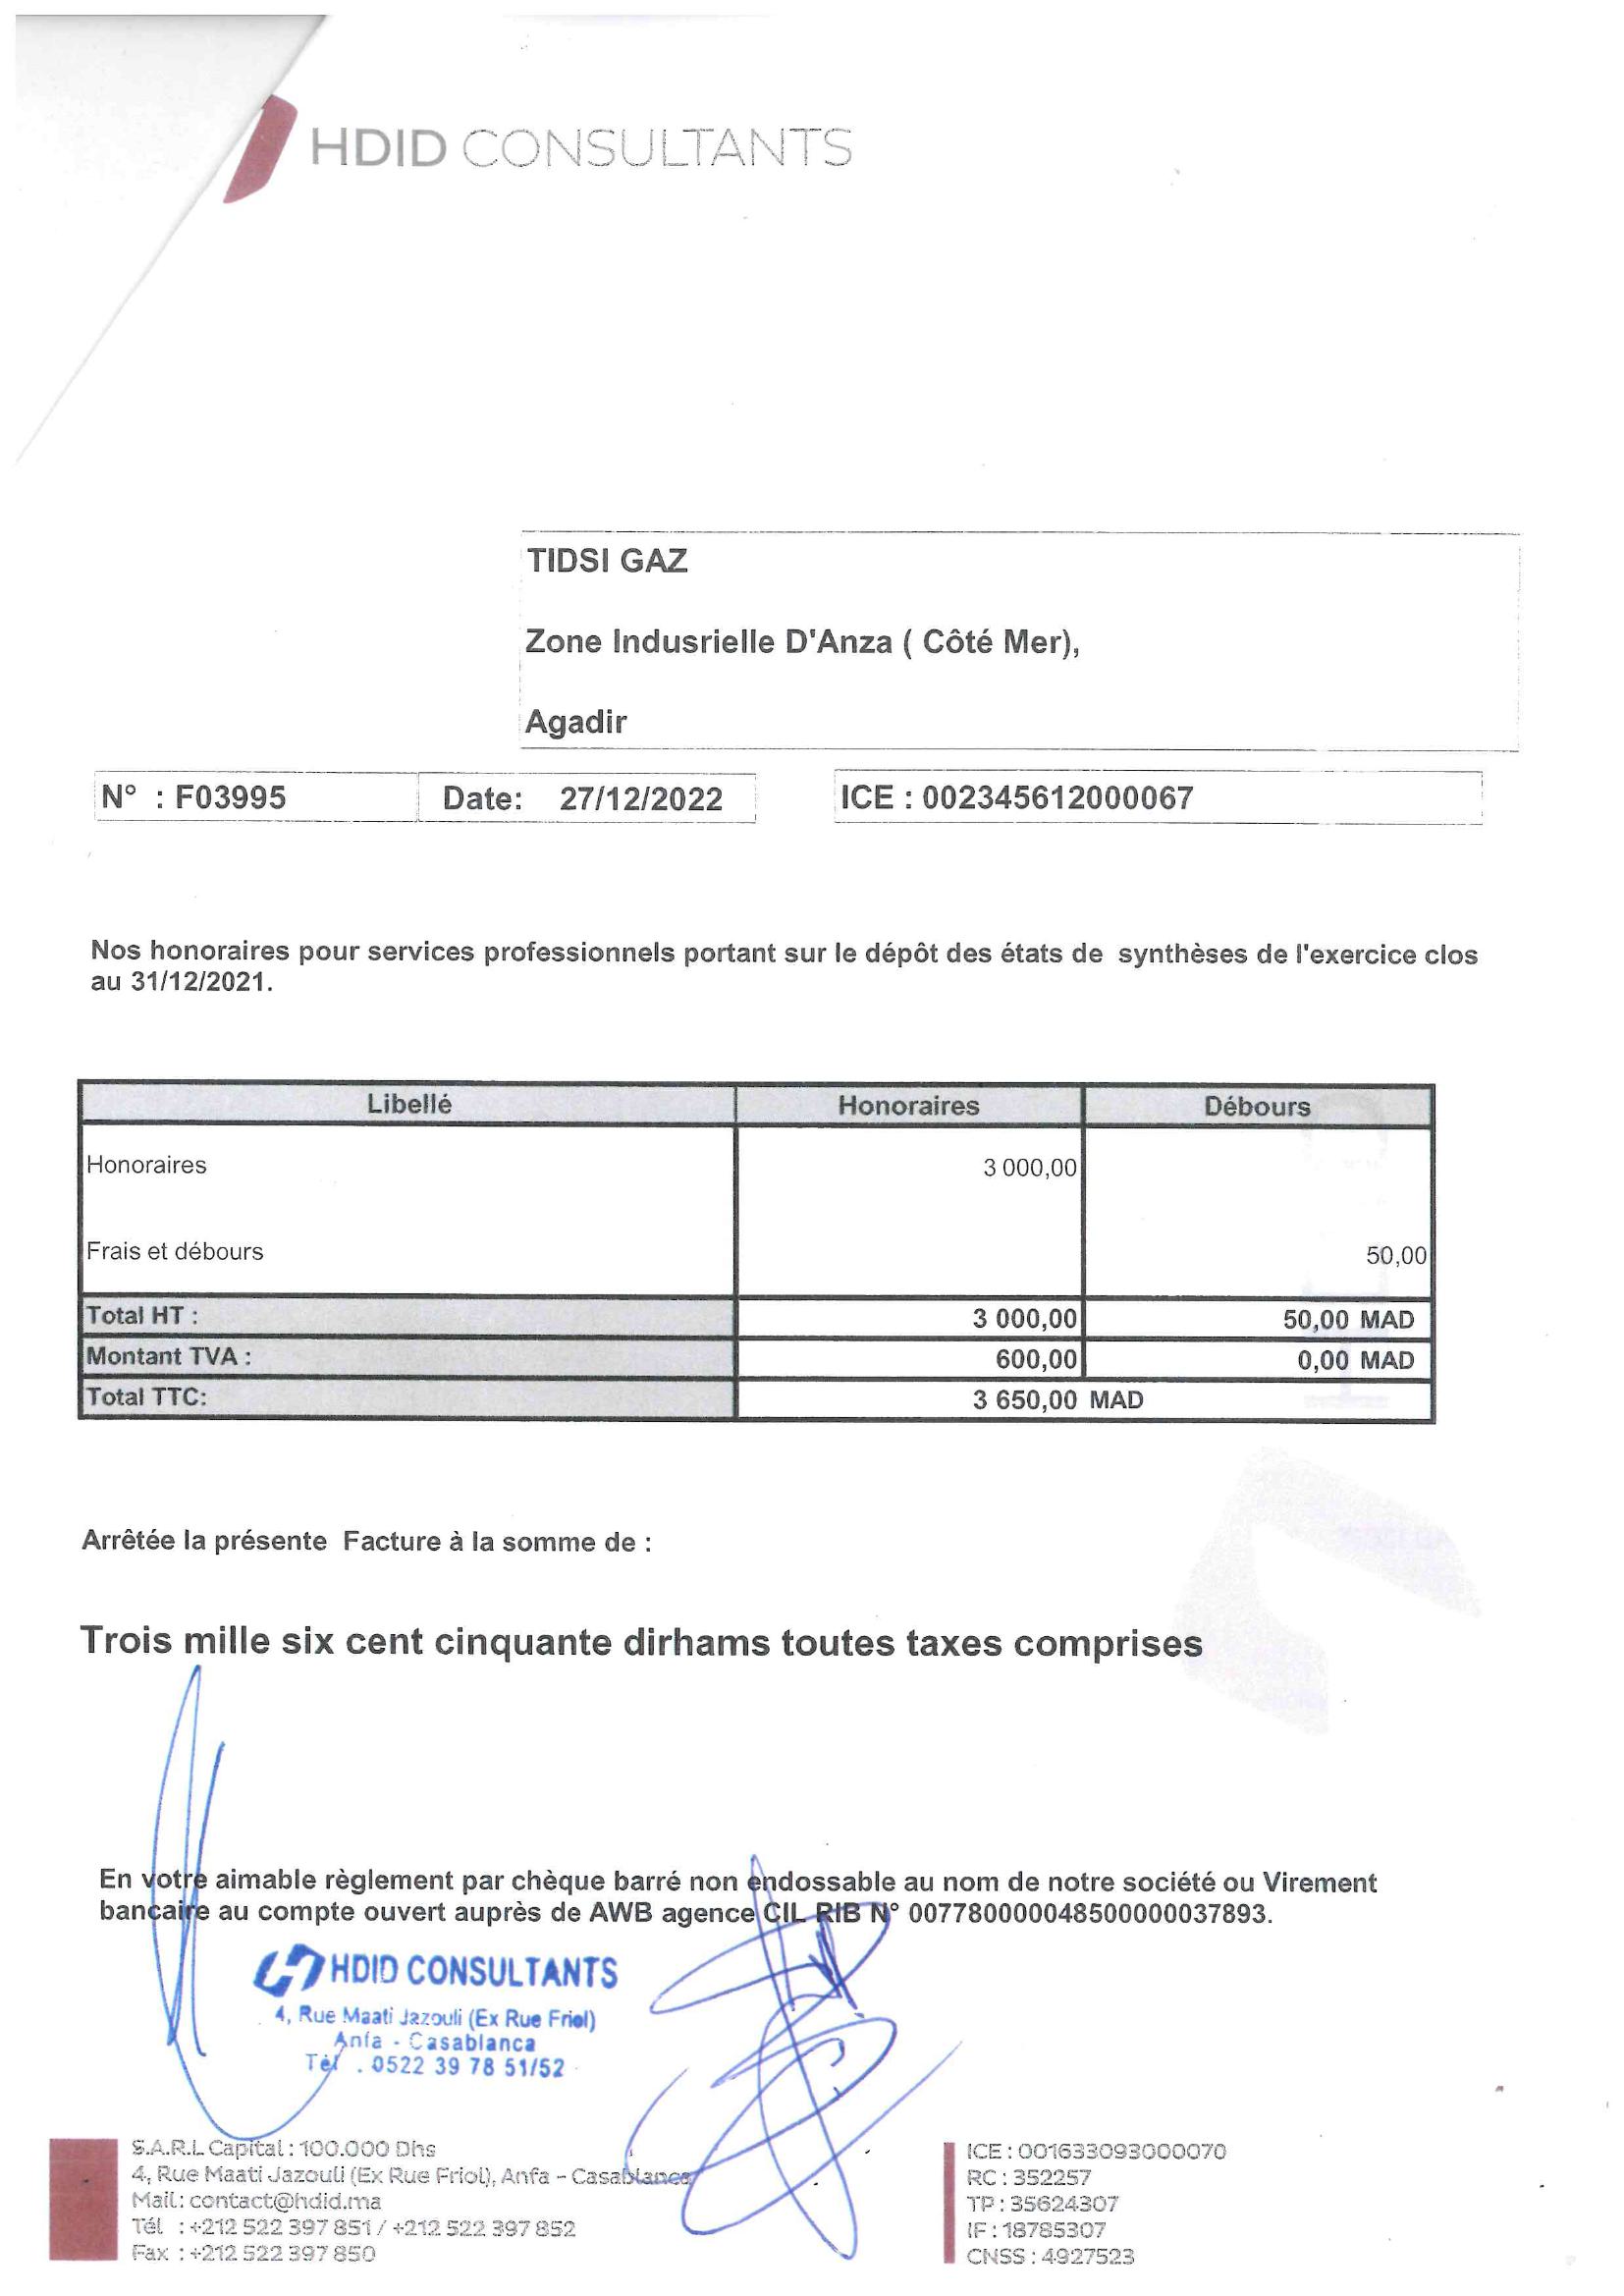 HDID CONSULTANTS
TIDSI GAZ
Zone Indusrielle D'Anza ( Côté Mer),
Agadir
N° : F03995 Date: 27/12/2022 ICE : 002345612000067
Nos honoraires pour services professionnels portant sur le dépôt des états de synthèses de l'exercice clos
au 31/12/2021.
Libellé Honoraires Débours
Honoraires 3 000,00
Frais et débours 50,00
Total HT : 3 000,00 50,00 MAD
Montant TVA : 600,00 0,00 MAD
Total TTC: 3 650,00 MAD
Arrêtée la présente Facture à la somme de :
Trois mille six cent cinquante dirhams toutes taxes comprises
En votre aimable règlement par chèque barré non endossable au nom de notre société ou Virement
bancaire au compte ouvert auprès de AWB agence CIL RIB N° 007780000048500000037893.
HDID CONSULTANTS
4, Rue Maati Jazouli (Ex Rue Friol)
Anfa - Casablanca
Tél . 0522 39 78 51/52
S.A.R.L Capital : 100.000 Dhs
4, Rue Maati Jazouli (Ex Rue Friol), Anfa - Casablanca
Mail : contact@hdid.ma
Tél : +212 522 397 851 / +212 522 397 852
Fax : +212 522 397 850
ICE : 001633093000070
RC : 352257
TP : 35624307
IF : 18785307
CNSS : 4927523